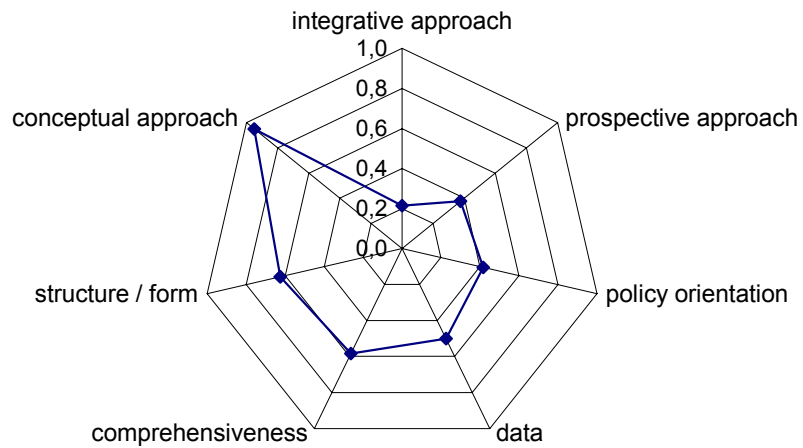 integrative approach
1,0
0,8
0,6
0,4
0,2
0,0
prospective approach
conceptual approach
structure / form
policy orientation
comprehensiveness
data